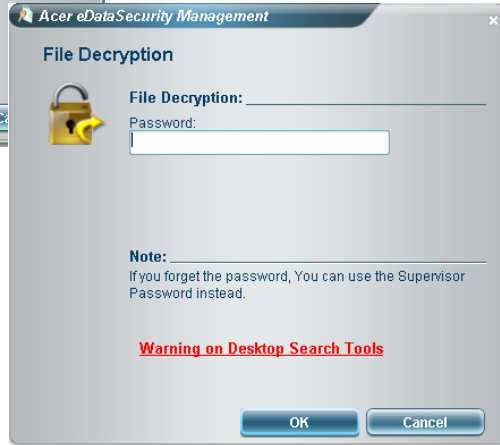 Acer eDataSecurity Management
File Decryption
File Decryption:
Password:
Note:
If you forget the password, You can use the Supervisor
Password instead.
Warning on Desktop Search Tools
OK
Cancel